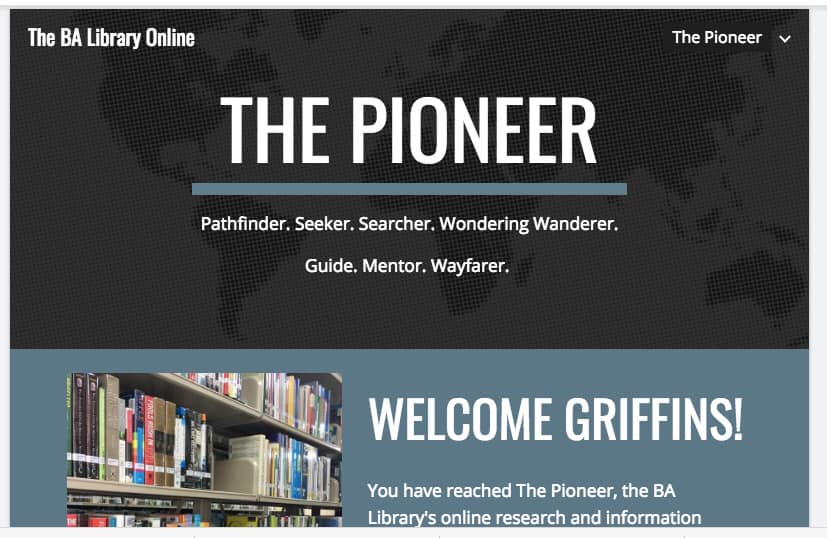 The BA Library Online
The Pioneer
THE PIONEER
Pathfinder. Seeker. Searcher. Wondering Wanderer.
Guide. Mentor. Wayfarer.
WELCOME GRIFFINS!
You have reached The Pioneer, the BA
Library's online research and information